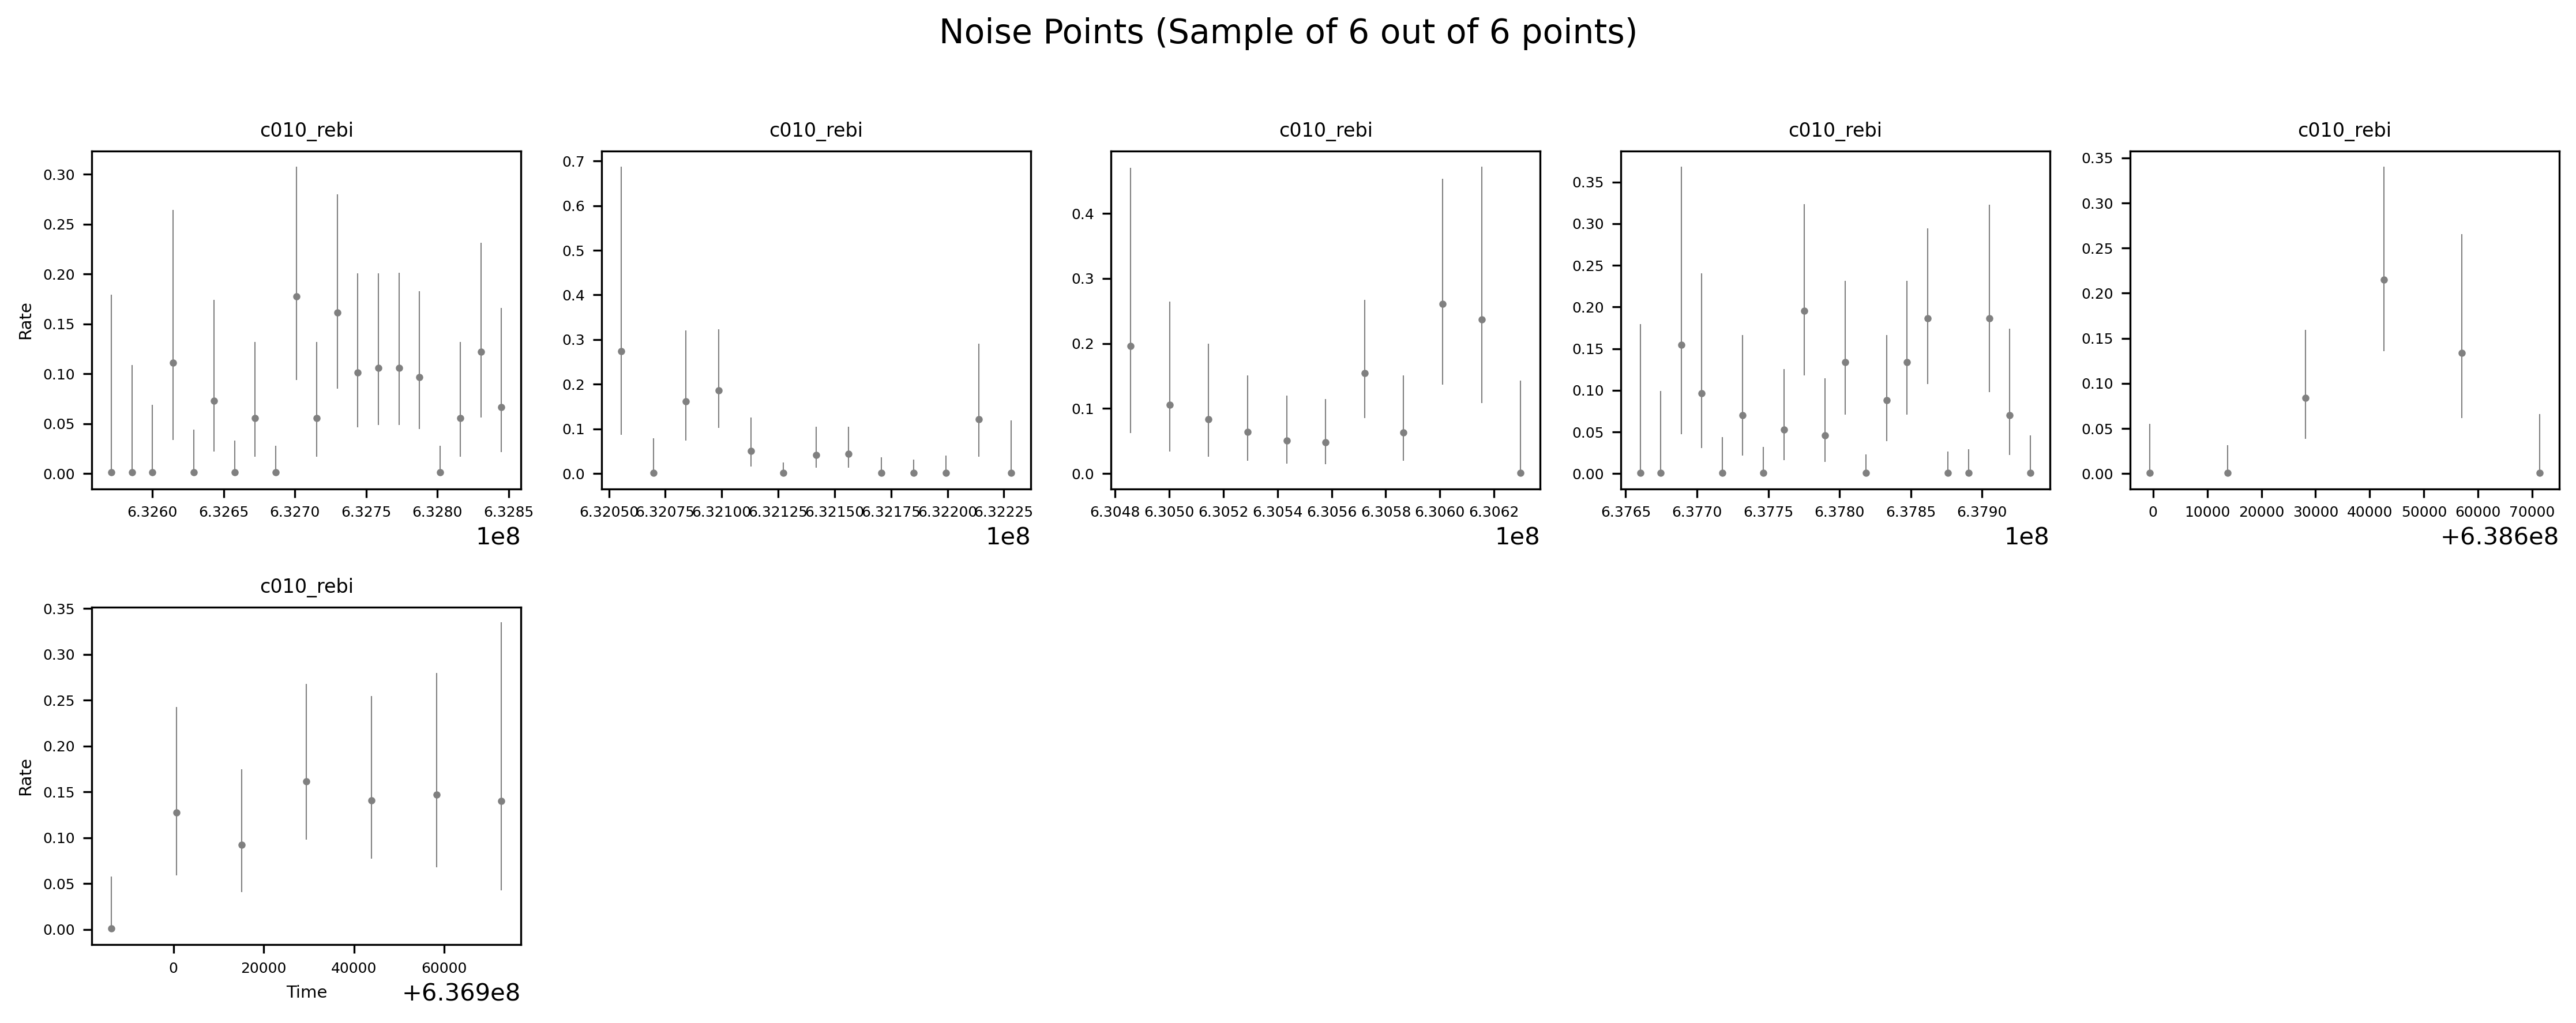 Noise Points (Sample of 6 out of 6 points)
c010_rebi
Rate
0.30
0.25
0.20
0.15
0.10
0.05
0.00
6.3260 6.3265 6.3270 6.3275 6.3280 6.3285
1e8
c010_rebi
0.7
0.6
0.5
0.4
0.3
0.2
0.1
0.0
6.32050 6.32075 6.32100 6.32125 6.32150 6.32175 6.32200 6.32225
1e8
c010_rebi
0.4
0.3
0.2
0.1
0.0
6.3048 6.3050 6.3052 6.3054 6.3056 6.3058 6.3060 6.3062
1e8
c010_rebi
0.35
0.30
0.25
0.20
0.15
0.10
0.05
0.00
6.3765 6.3770 6.3775 6.3780 6.3785 6.3790
1e8
c010_rebi
0.35
0.30
0.25
0.20
0.15
0.10
0.05
0.00
0 10000 20000 30000 40000 50000 60000 70000
+6.386e8
c010_rebi
Rate
0.35
0.30
0.25
0.20
0.15
0.10
0.05
0.00
0 20000 40000 60000
Time
+6.369e8